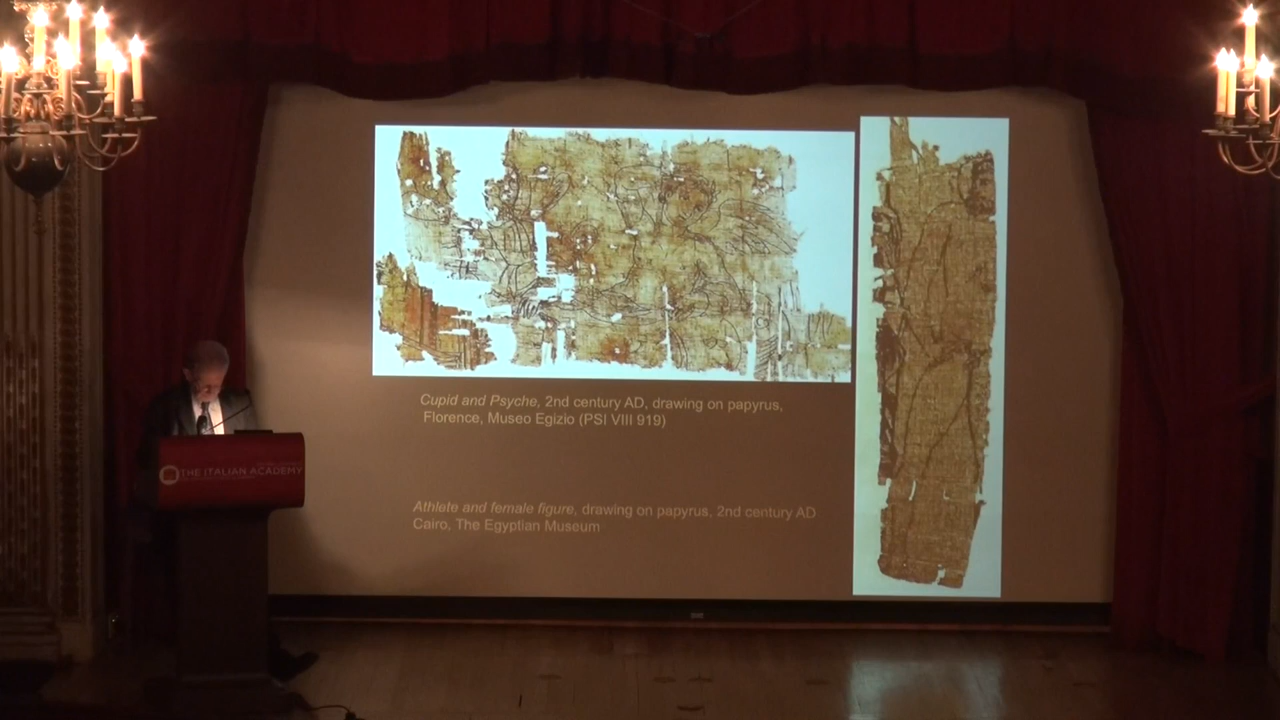 Cupid and Psyche, 2nd century AD, drawing on papyrus,
Florence, Museo Egizio (PSI VIII 919)
Athlete and female figure, drawing on papyrus, 2nd century AD
Cairo, The Egyptian Museum
THE ITALIAN ACADEMY